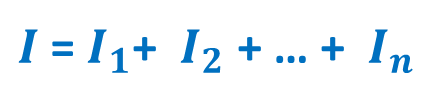 I = I₁+ I₂ + ... + Iₙ